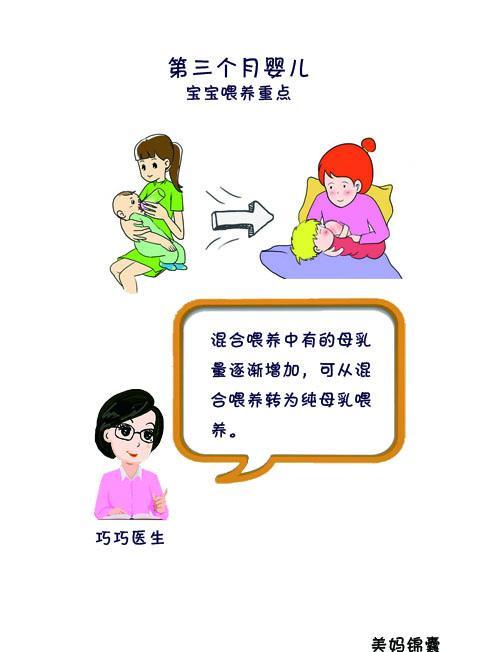 第三个月婴儿
宝宝喂养重点
混合喂养中有的母乳
量逐渐增加，可从混
合喂养转为纯母乳喂
养。
巧巧医生
美妈锦囊